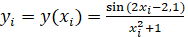 yᵢ = y(xᵢ) = sin (2xᵢ−2,1) / (xᵢ²+1)